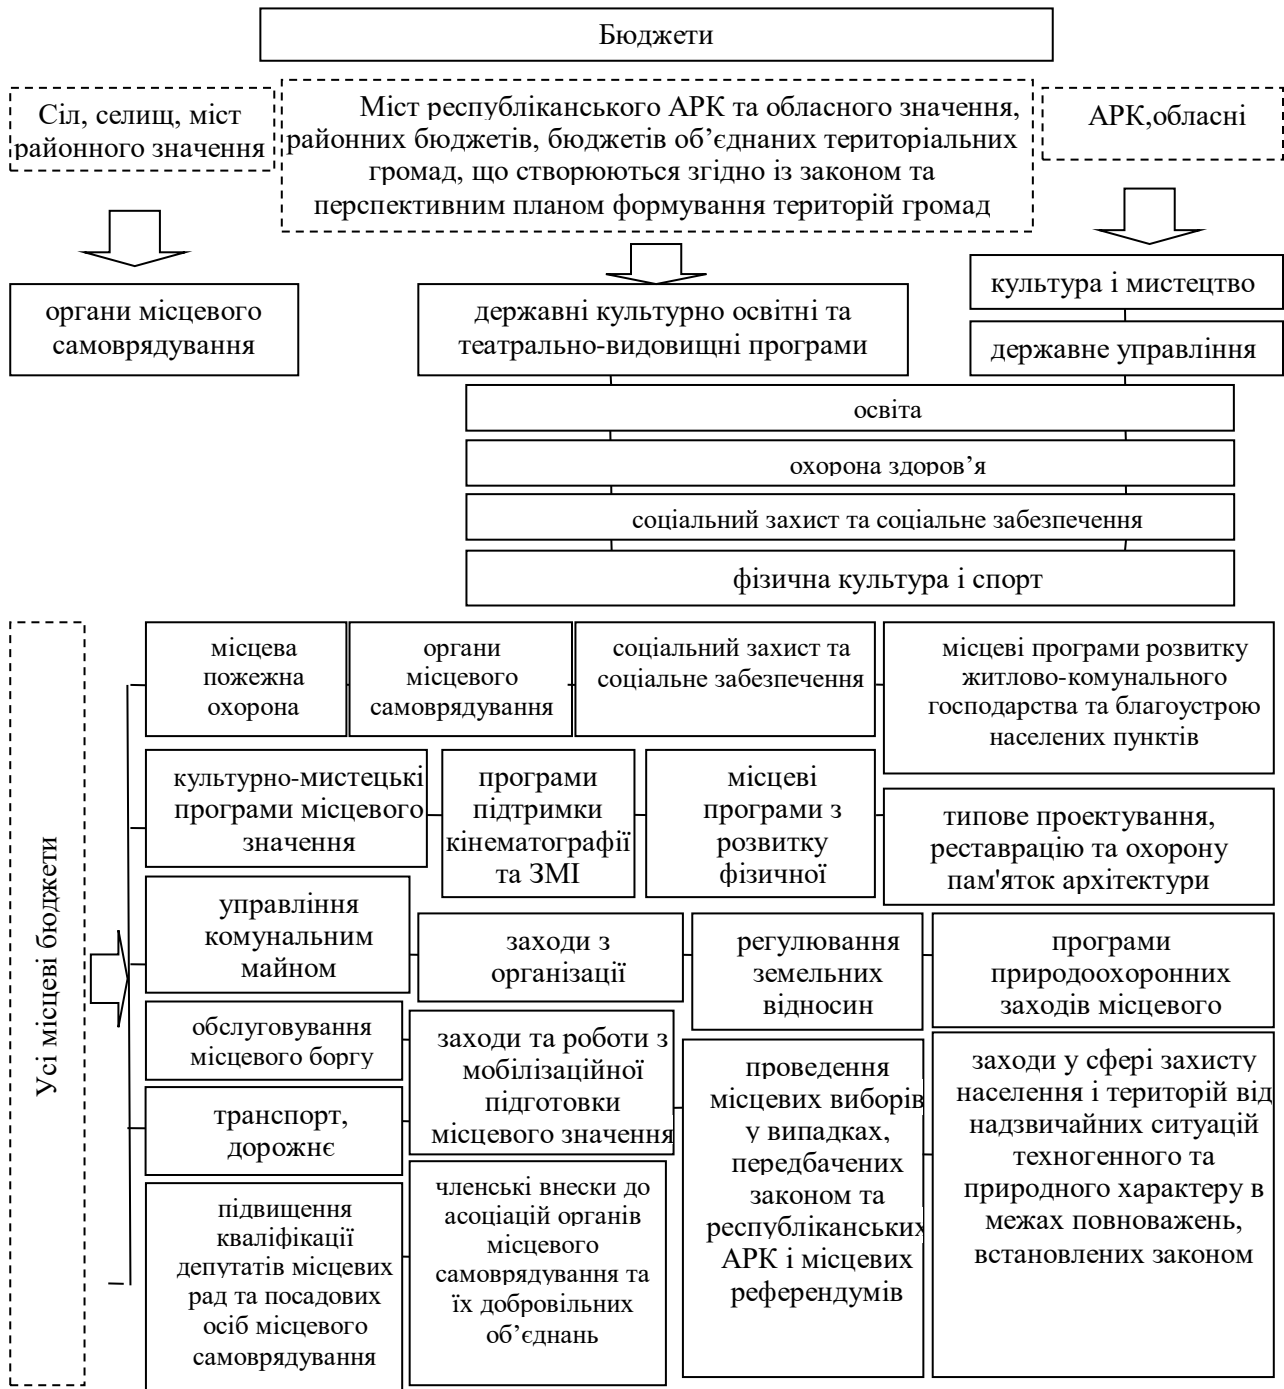 Бюджети
Сіл, селищ, міст
районного значення
Міст республіканського АРК та обласного значення,
районних бюджетів, бюджетів об’єднаних територіальних
громад, що створюються згідно із законом та
перспективним планом формування територій громад
АРК,обласні
органи місцевого
самоврядування
державні культурно освітні та
театрально-видовищні програми
культура і мистецтво
державне управління
освіта
охорона здоров’я
соціальний захист та соціальне забезпечення
фізична культура і спорт
Усі місцеві бюджети
місцева
пожежна
охорона
органи
місцевого
самоврядування
соціальний захист та
соціальне забезпечення
місцеві програми розвитку
житлово-комунального
господарства та благоустрою
населених пунктів
культурно-мистецькі
програми місцевого
значення
програми
підтримки
кінематографії
та ЗМІ
місцеві
програми з
розвитку
фізичної
типове проектування,
реставрацію та охорону
пам'яток архітектури
управління
комунальним
майном
заходи з
організації
регулювання
земельних
відносин
програми
природоохоронних
заходів місцевого
обслуговування
місцевого боргу
заходи та роботи з
мобілізаційної
підготовки
місцевого значення
проведення
місцевих виборів
у випадках,
передбачених
законом та
республіканських
АРК і місцевих
референдумів
заходи у сфері захисту
населення і територій від
надзвичайних ситуацій
техногенного та
природного характеру в
межах повноважень,
встановлених законом
транспорт,
дорожнє
підвищення
кваліфікації
депутатів місцевих
рад та посадових
осіб місцевого
самоврядування
членські внески до
асоціацій органів
місцевого
самоврядування та
їх добровільних
об’єднань